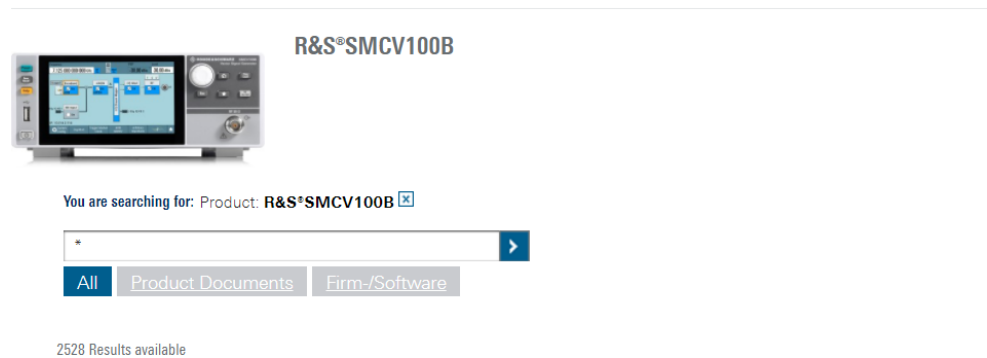 R&S®SMCV100B
You are searching for: Product: R&S®SMCV100B
*
All Product Documents Firm-/Software
2528 Results available